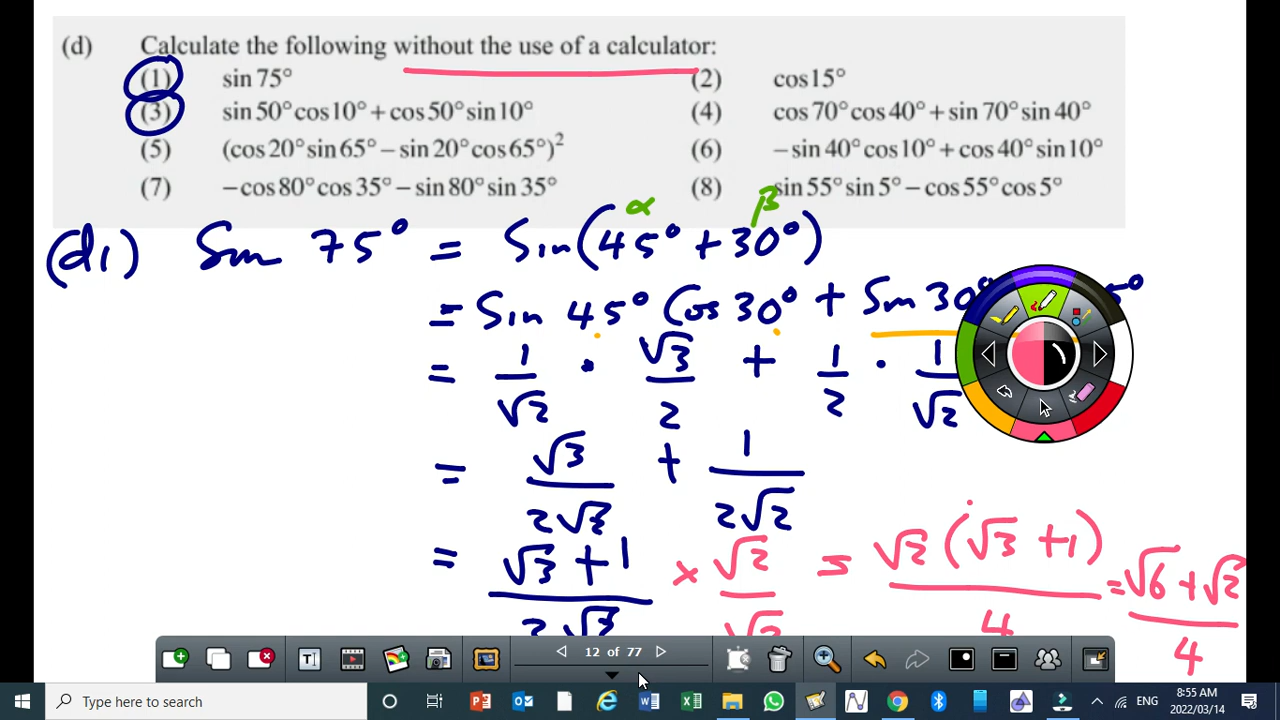 (d) Calculate the following without the use of a calculator:
(1) sin 75° (2) cos 15°
(3) sin 50° cos 10° + cos 50° sin 10° (4) cos 70° cos 40° + sin 70° sin 40°
(5) (cos 20° sin 65° − sin 20° cos 65°)² (6) − sin 40° cos 10° + cos 40° sin 10°
(7) − cos 80° cos 35° − sin 80° sin 35° (8) sin 55° sin 5° − cos 55° cos 5°
α β
(d1) Sin 75° = Sin(45° + 30°)
= Sin 45° Cos 30° + Sin 30° 5°
= 1/√2 · √3/2 + 1/2 · 1/√2
= √3/2√2 + 1/2√2
= √3 + 1/2√2 × √2/√2 = √2 (√3 + 1)/4 = √6 + √2/4
12 of 77
Type here to search
ENG
8:55 AM
2022/03/14